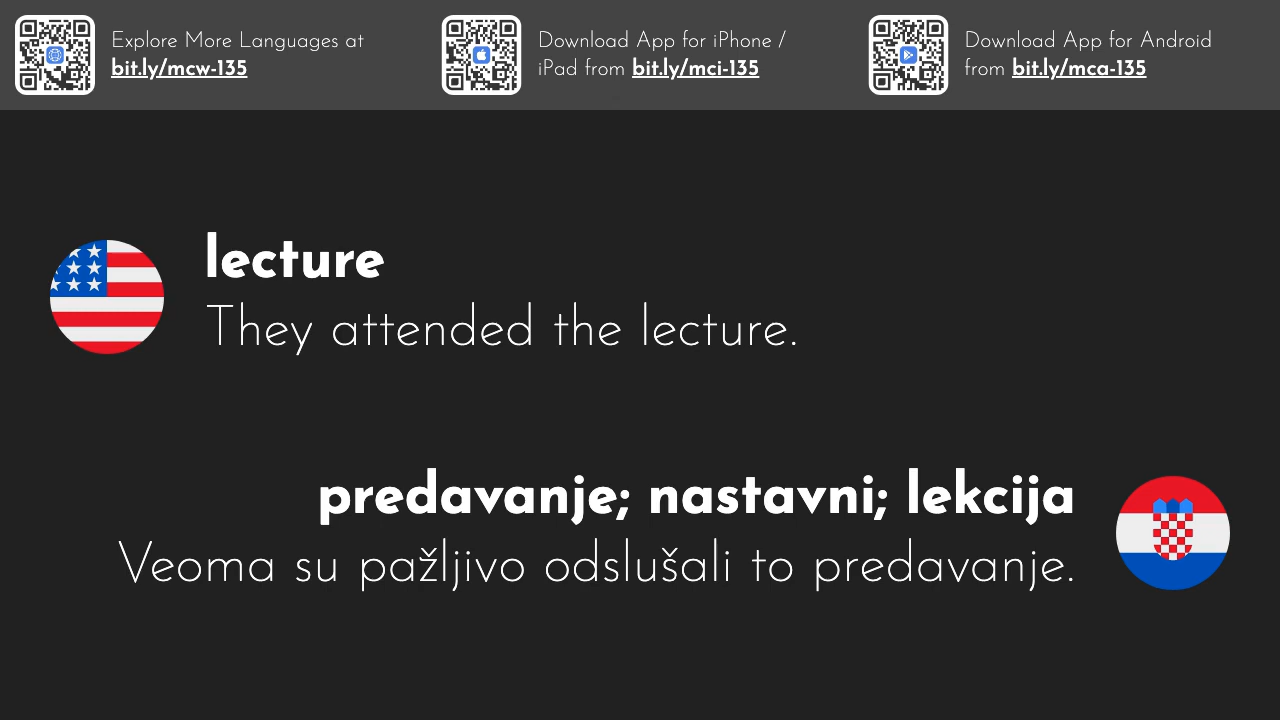 Explore More Languages at
bit.ly/mcw-135
Download App for iPhone /
iPad from bit.ly/mci-135
Download App for Android
from bit.ly/mca-135
lecture
They attended the lecture.
predavanje; nastavni; lekcija
Veoma su pažljivo odslušali to predavanje.